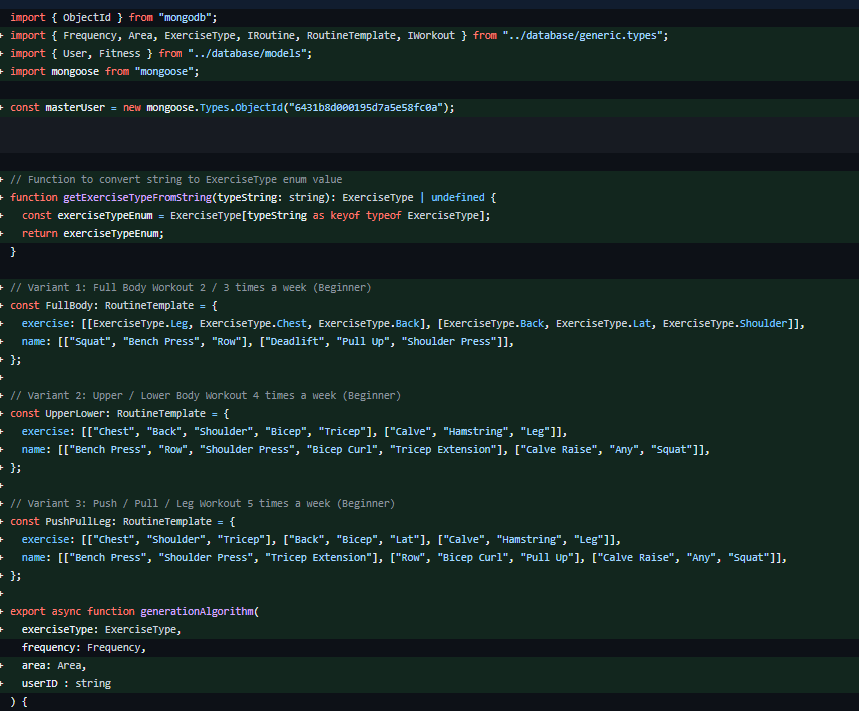 import { ObjectId } from "mongodb";
+ import { Frequency, Area, ExerciseType, IRoutine, RoutineTemplate, IWorkout } from "../database/generic.types";
+ import { User, Fitness } from "../database/models";
+ import mongoose from "mongoose";
+ const masterUser = new mongoose.Types.ObjectId("6431b8d000195d7a5e58fc0a");
+ // Function to convert string to ExerciseType enum value
+ function getExerciseTypeFromString(typeString: string): ExerciseType | undefined {
+   const exerciseTypeEnum = ExerciseType[typeString as keyof typeof ExerciseType];
+   return exerciseTypeEnum;
}
+ // Variant 1: Full Body Workout 2 / 3 times a week (Beginner)
+ const FullBody: RoutineTemplate = {
+   exercise: [[ExerciseType.Leg, ExerciseType.Chest, ExerciseType.Back], [ExerciseType.Back, ExerciseType.Lat, ExerciseType.Shoulder]],
+   name: [["Squat", "Bench Press", "Row"], ["Deadlift", "Pull Up", "Shoulder Press"]],
+ };
+
+ // Variant 2: Upper / Lower Body Workout 4 times a week (Beginner)
+ const UpperLower: RoutineTemplate = {
+   exercise: [["Chest", "Back", "Shoulder", "Bicep", "Tricep"], ["Calve", "Hamstring", "Leg"]],
+   name: [["Bench Press", "Row", "Shoulder Press", "Bicep Curl", "Tricep Extension"], ["Calve Raise", "Any", "Squat"]],
+ };
+
+ // Variant 3: Push / Pull / Leg Workout 5 times a week (Beginner)
+ const PushPullLeg: RoutineTemplate = {
+   exercise: [["Chest", "Shoulder", "Tricep"], ["Back", "Bicep", "Lat"], ["Calve", "Hamstring", "Leg"]],
+   name: [["Bench Press", "Shoulder Press", "Tricep Extension"], ["Row", "Bicep Curl", "Pull Up"], ["Calve Raise", "Any", "Squat"]],
+ };
+
+ export async function generationAlgorithm(
+   exerciseType: ExerciseType,
frequency: Frequency,
+   area: Area,
+   userID : string
) {